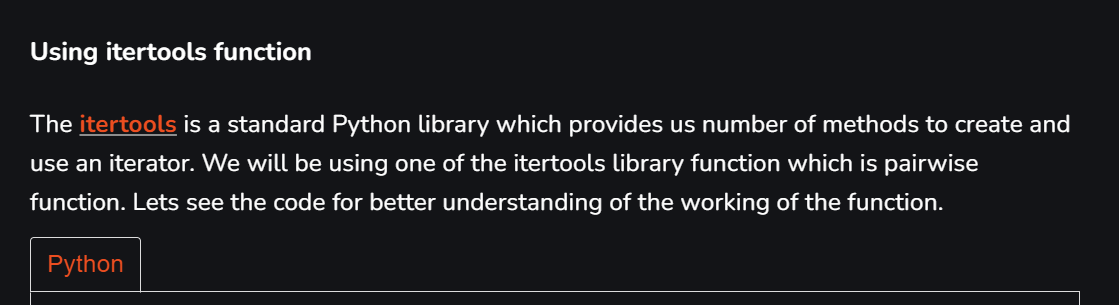 Using itertools function
The itertools is a standard Python library which provides us number of methods to create and
use an iterator. We will be using one of the itertools library function which is pairwise
function. Lets see the code for better understanding of the working of the function.
Python